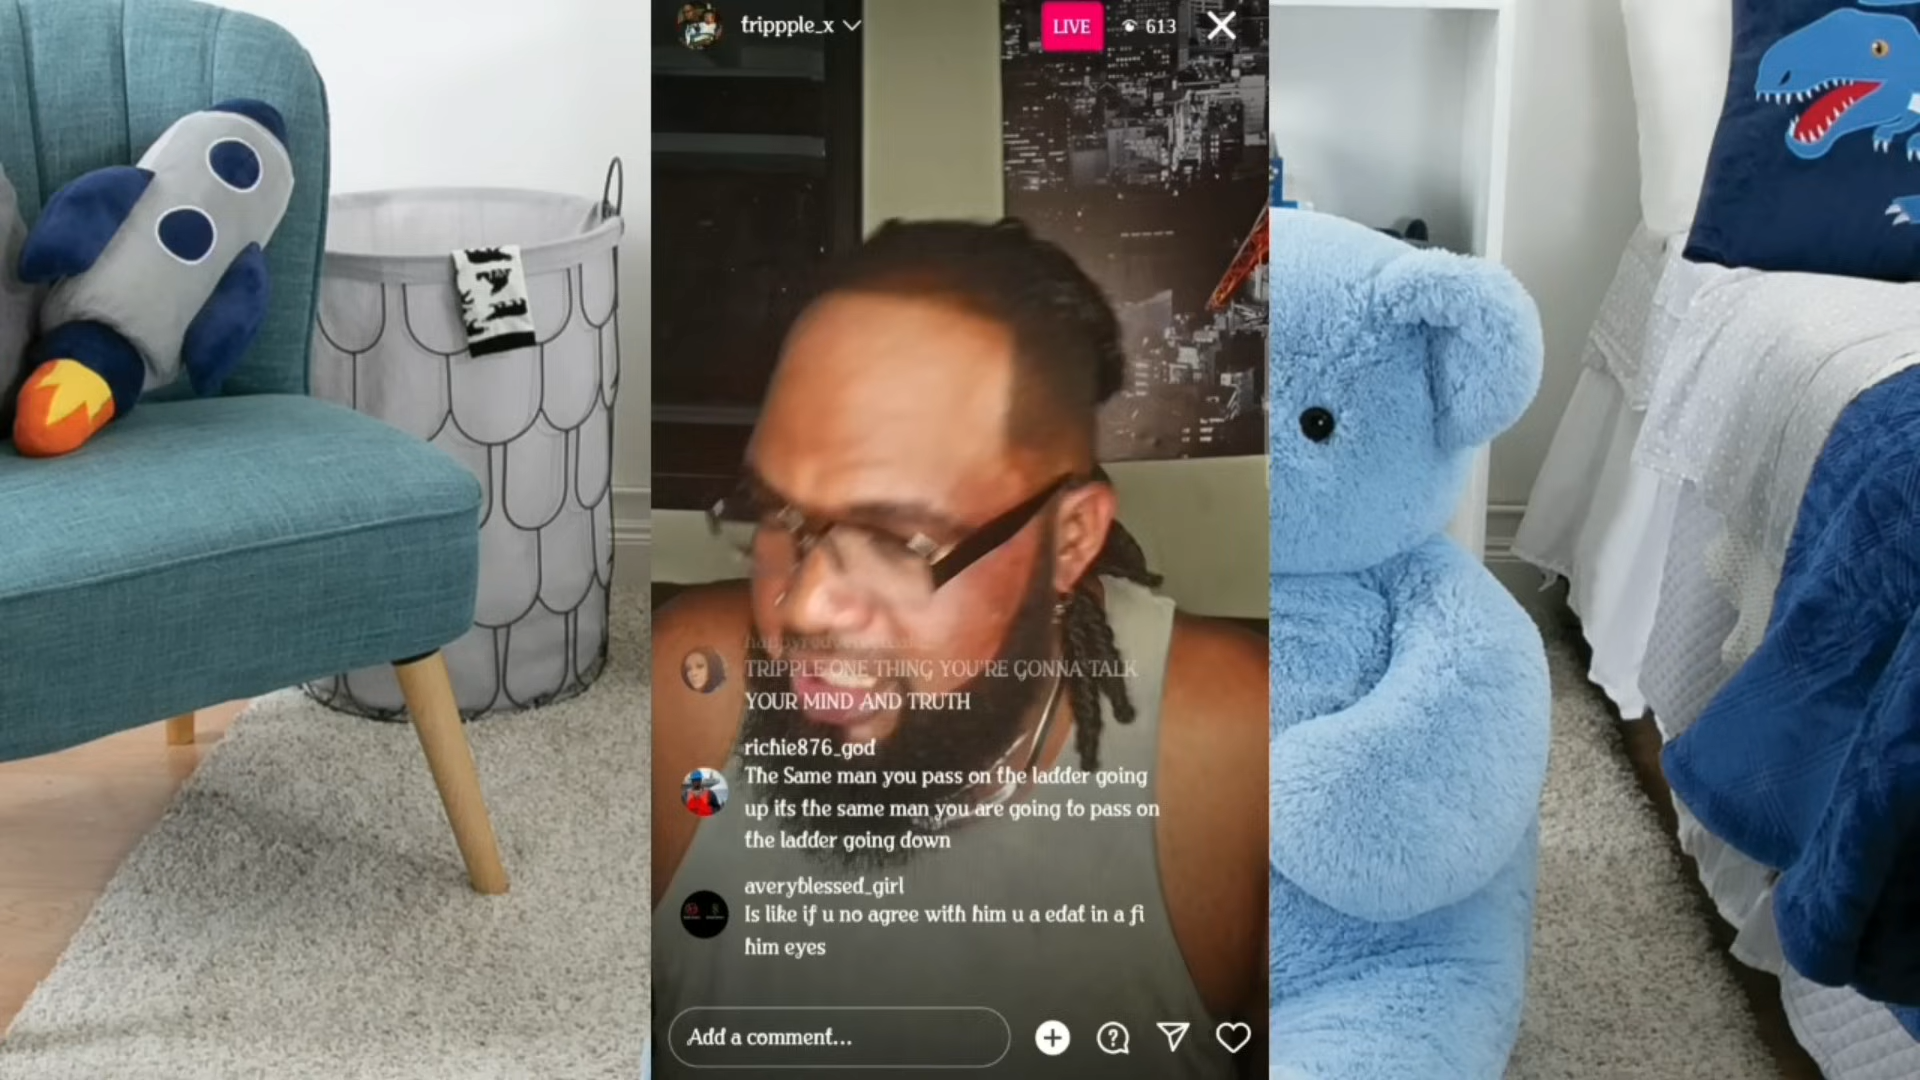 trippple_x
LIVE
613
TRIPPLE ONE THING YOU'RE GONNA TALK
YOUR MIND AND TRUTH
richie876_god
The Same man you pass on the ladder going
up its the same man you are going to pass on
the ladder going down
averyblessed_girl
Is like if u no agree with him u a edat in a fi
him eyes
Add a comment...